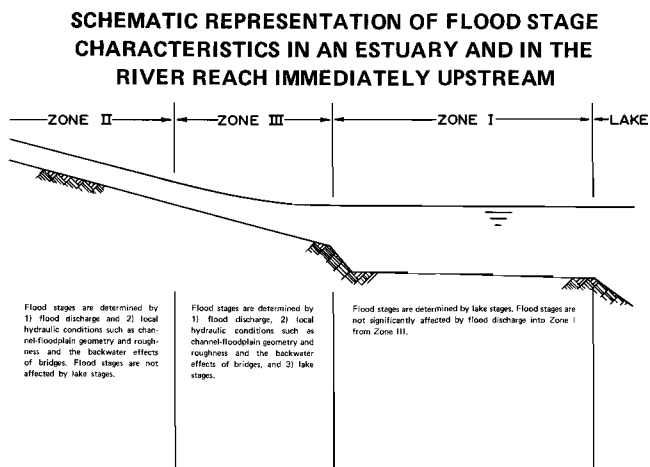 SCHEMATIC REPRESENTATION OF FLOOD STAGE
CHARACTERISTICS IN AN ESTUARY AND IN THE
RIVER REACH IMMEDIATELY UPSTREAM
ZONE II
ZONE III
ZONE I
LAKE
Flood stages are determined by
1) flood discharge and 2) local
hydraulic conditions such as chan-
nel-floodplain geometry and rough-
ness and the backwater effects
of bridges. Flood stages are not
affected by lake stages.
Flood stages are determined by
1) flood discharge, 2) local
hydraulic conditions such as
channel-floodplain geometry and
roughness and the backwater
effects of bridges, and 3) lake
stages.
Flood stages are determined by lake stages. Flood stages are
not significantly affected by flood discharge into Zone I
from Zone III.